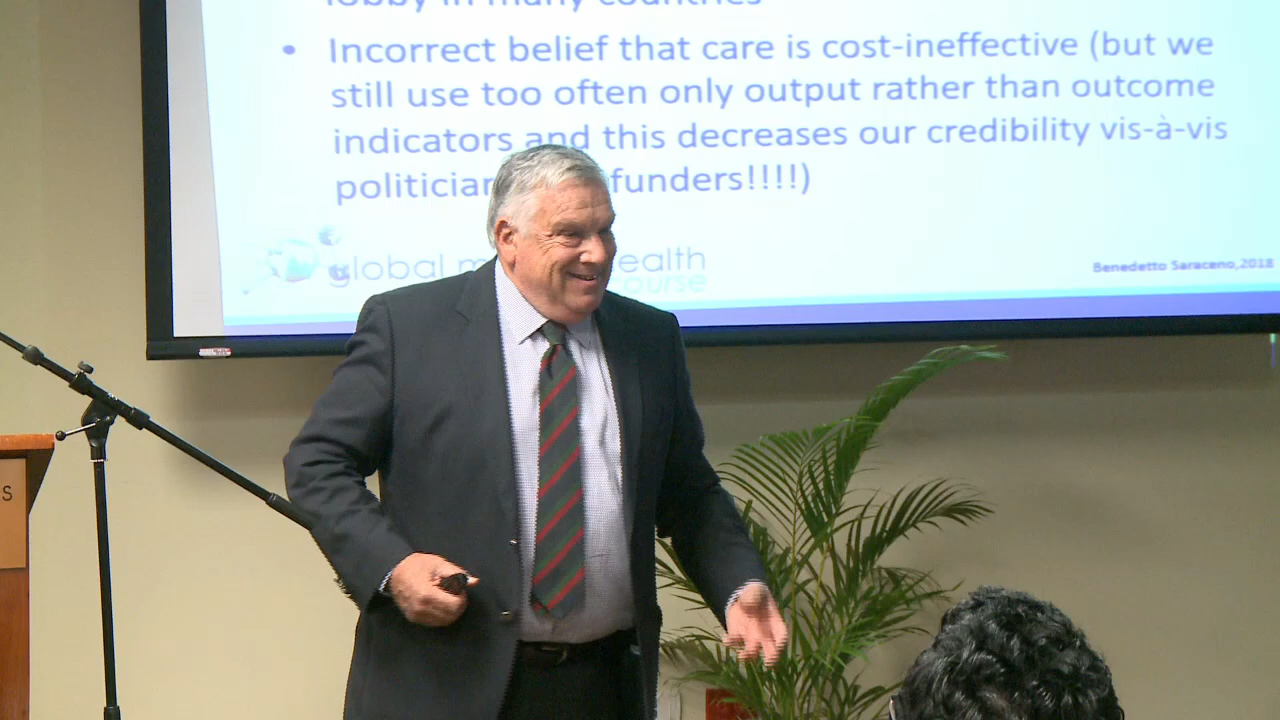 lobby in many countries
• Incorrect belief that care is cost-ineffective (but we
still use too often only output rather than outcome
indicators and this decreases our credibility vis-à-vis
funders!!!!)
global
course
Benedetto Saraceno,2018
S